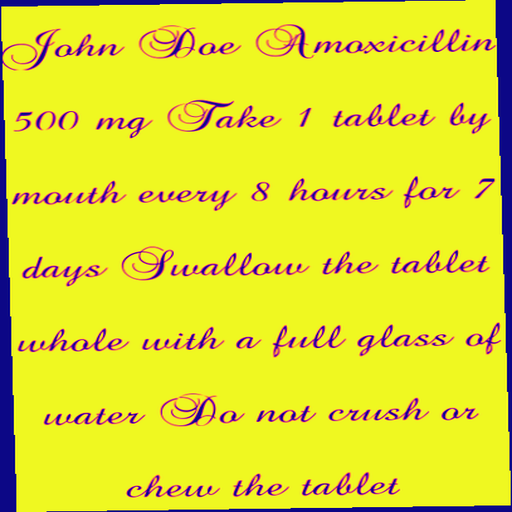 John Doe Amoxicillin
500 mg Take 1 tablet by
mouth every 8 hours for 7
days Swallow the tablet
whole with a full glass of
water Do not crush or
chew the tablet